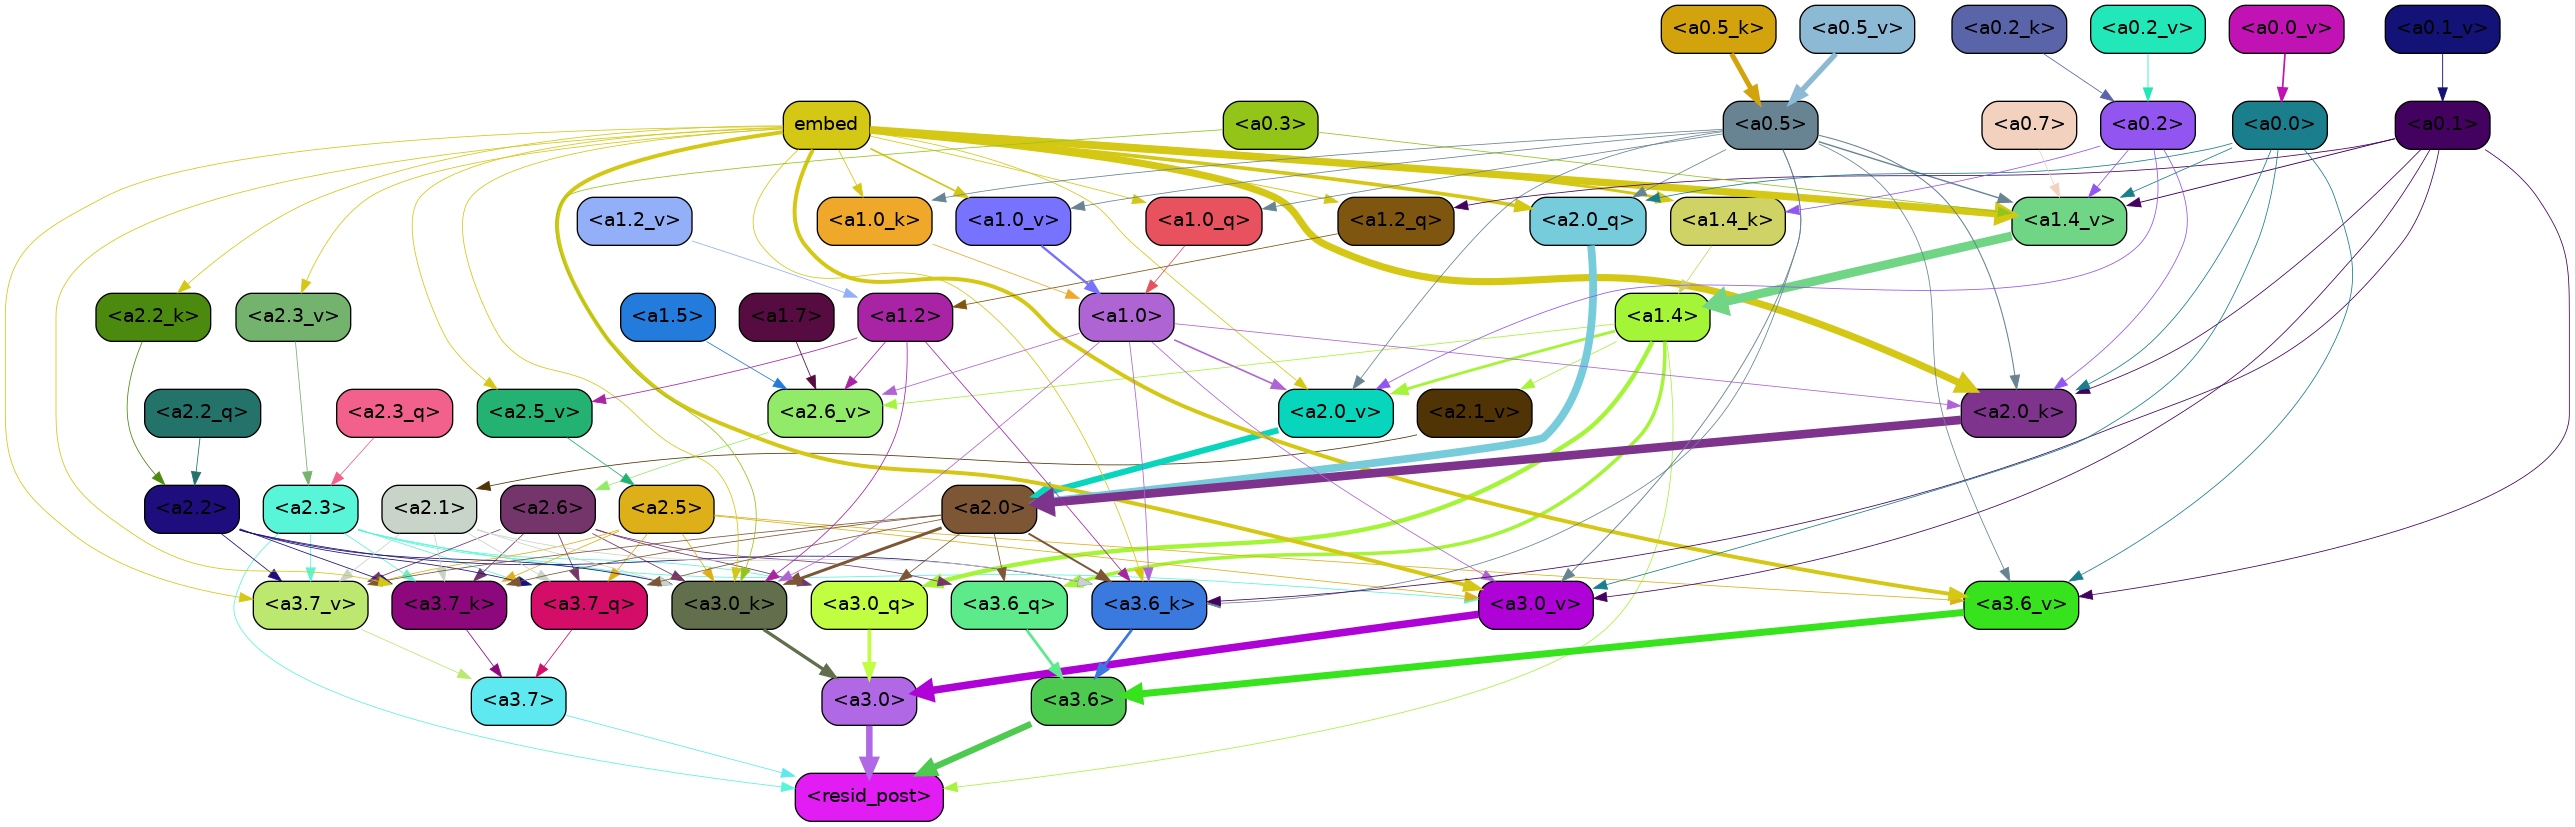 <a0.5_k> <a0.5_v> <a0.2_k> <a0.2_v> <a0.0_v> <a0.1_v>
embed <a0.3> <a0.5> <a0.7> <a0.2> <a0.0> <a0.1>
<a1.2_v> <a1.0_k> <a1.0_v> <a1.0_q> <a1.2_q> <a2.0_q> <a1.4_k> <a1.4_v>
<a2.2_k> <a2.3_v> <a1.5> <a1.7> <a1.2> <a1.0> <a1.4>
<a2.2_q> <a2.3_q> <a2.5_v> <a2.6_v> <a2.0_v> <a2.1_v> <a2.0_k>
<a2.2> <a2.3> <a2.1> <a2.6> <a2.5> <a2.0>
<a3.7_v> <a3.7_k> <a3.7_q> <a3.0_k> <a3.0_q> <a3.6_q> <a3.6_k> <a3.0_v> <a3.6_v>
<a3.7> <a3.0> <a3.6>
<resid_post>